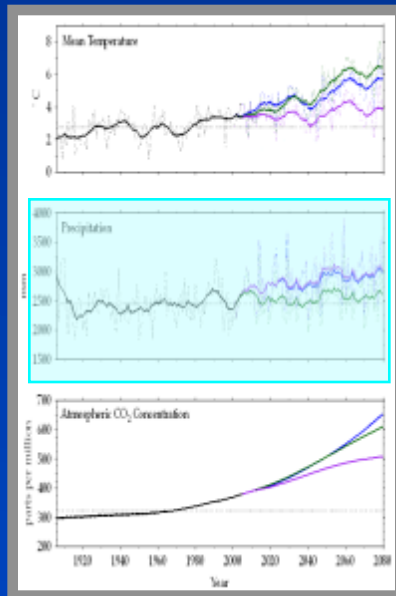 Mean Temperature
8
6
4
2
0
°C
Precipitation
4000
3500
3000
2500
2000
1500
mm
Atmospheric CO₂ Concentration
700
600
500
400
300
200
parts per million
1920 1940 1960 1980 2000 2020 2040 2060 2080
Year